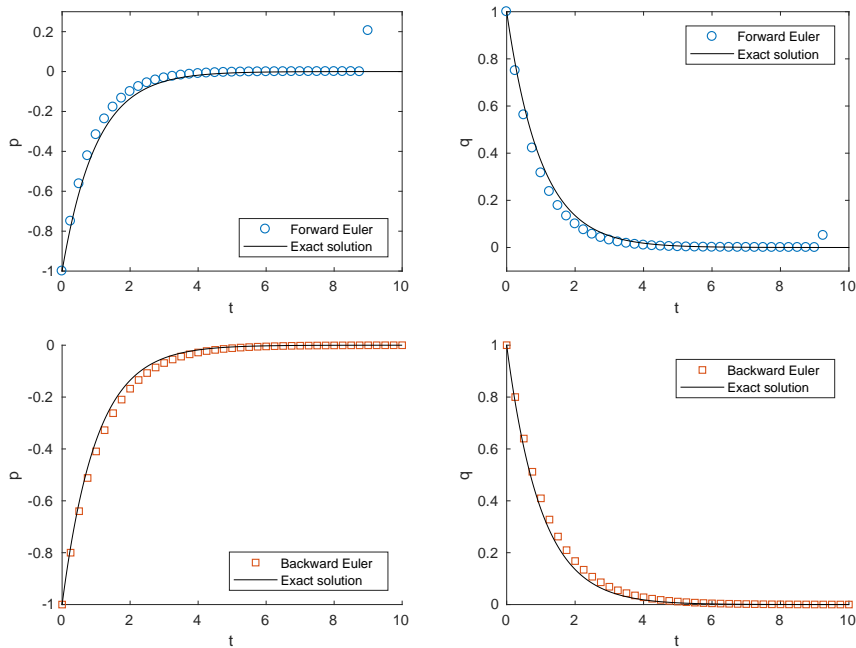 0.2
0
-0.2
-0.4
-0.6
-0.8
-1
p
0 2 4 6 8 10
t
Forward Euler
Exact solution
1
0.8
0.6
0.4
0.2
0
q
0 2 4 6 8 10
t
Forward Euler
Exact solution
0
-0.2
-0.4
-0.6
-0.8
-1
p
0 2 4 6 8 10
t
Backward Euler
Exact solution
1
0.8
0.6
0.4
0.2
0
q
0 2 4 6 8 10
t
Backward Euler
Exact solution